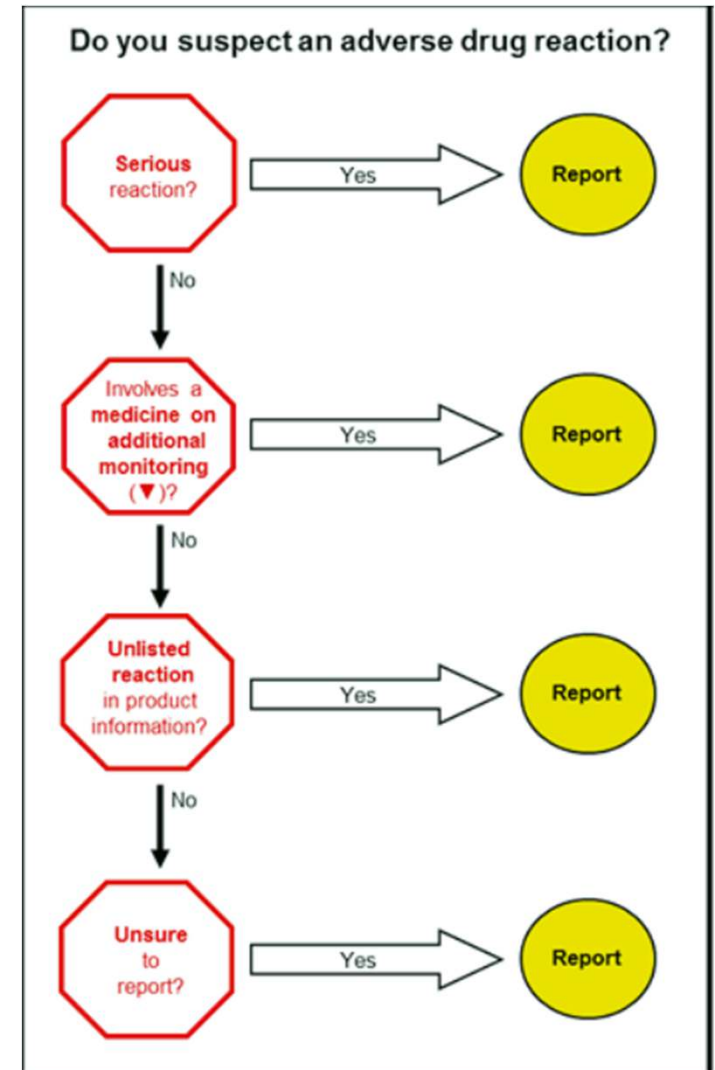 Do you suspect an adverse drug reaction?
Serious
reaction?
Yes
Report
No
Involves a
medicine on
additional
monitoring
(▼)?
Yes
Report
No
Unlisted
reaction
in product
information?
Yes
Report
No
Unsure
to
report?
Yes
Report